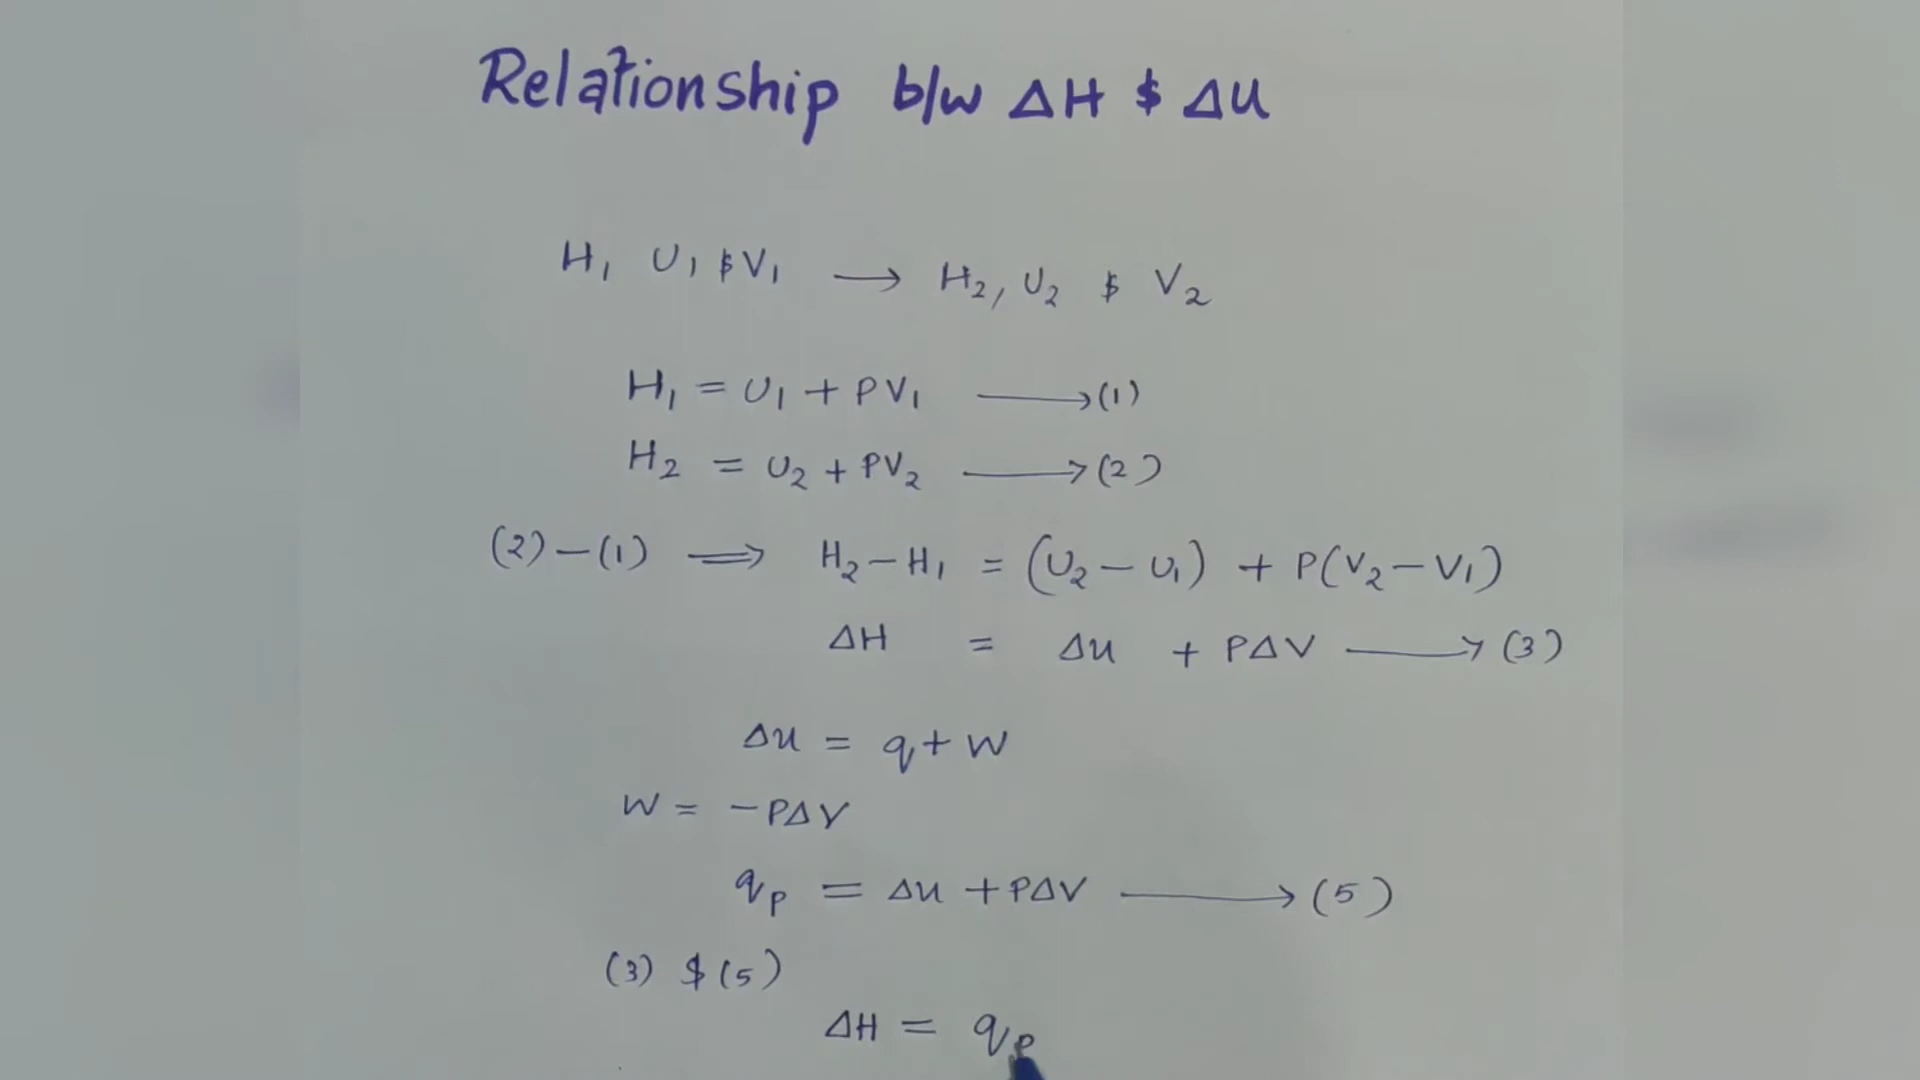 Relationship b/w ΔH $ ΔU
H₁ U₁ $ V₁ → H₂, U₂ $ V₂
H₁ = U₁ + PV₁ → (1)
H₂ = U₂ + PV₂ → (2)
(2) – (1) ⟹ H₂ – H₁ = (U₂ – U₁) + P(V₂ – V₁)
ΔH = ΔU + PΔV → (3)
ΔU = q + W
W = – PΔV
qₚ = ΔU + PΔV → (5)
(3) $ (5)
ΔH = qₚ